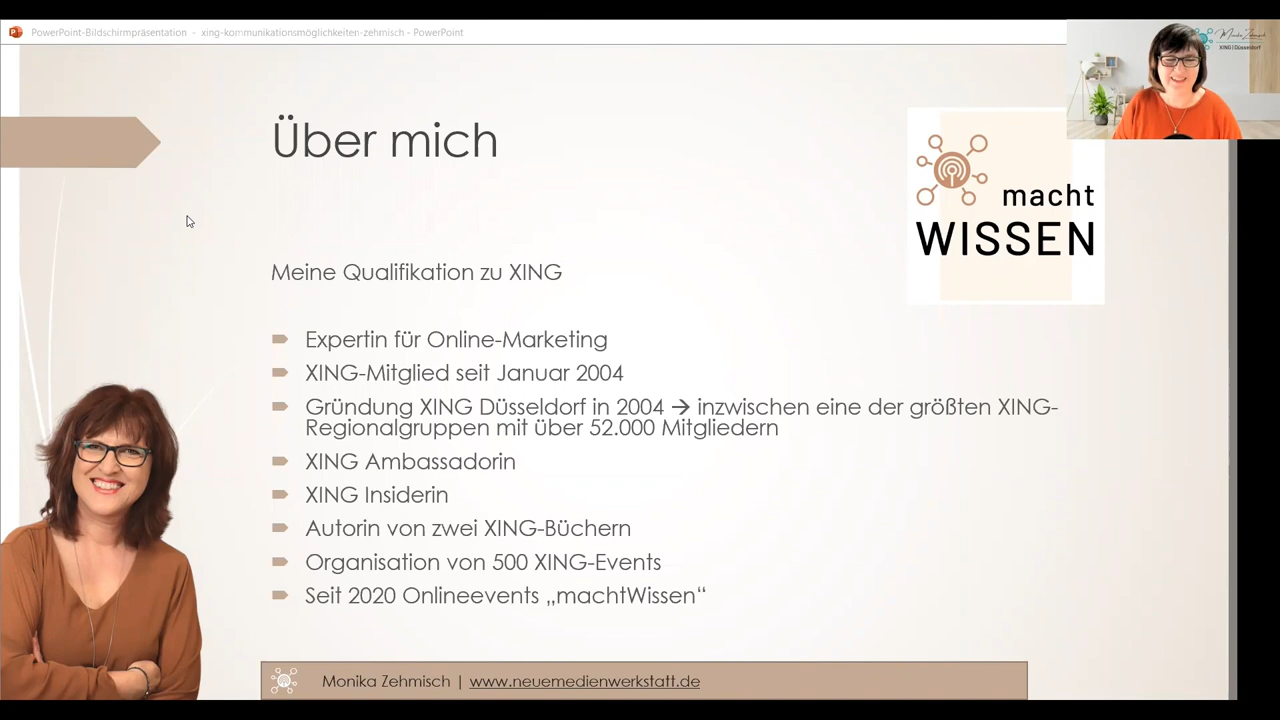 PowerPoint-Bildschirmpräsentation - xing-kommunikationsmöglichkeiten-zehmisch - PowerPoint
Monika Zehmisch
XING | Düsseldorf
Über mich
macht
WISSEN
Meine Qualifikation zu XING
Expertin für Online-Marketing
XING-Mitglied seit Januar 2004
Gründung XING Düsseldorf in 2004 → inzwischen eine der größten XING-
Regionalgruppen mit über 52.000 Mitgliedern
XING Ambassadorin
XING Insiderin
Autorin von zwei XING-Büchern
Organisation von 500 XING-Events
Seit 2020 Onlineevents „machtWissen“
Monika Zehmisch | www.neuemedienwerkstatt.de